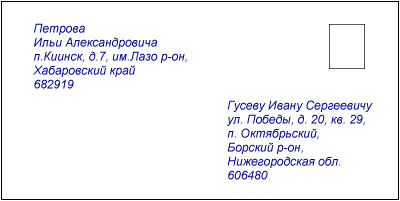 Петрова
Ильи Александровича
п.Киинск, д.7, им.Лазо р-он,
Хабаровский край
682919
Гусеву Ивану Сергеевичу
ул. Победы, д. 20, кв. 29,
п. Октябрьский,
Борский р-он,
Нижегородская обл.
606480